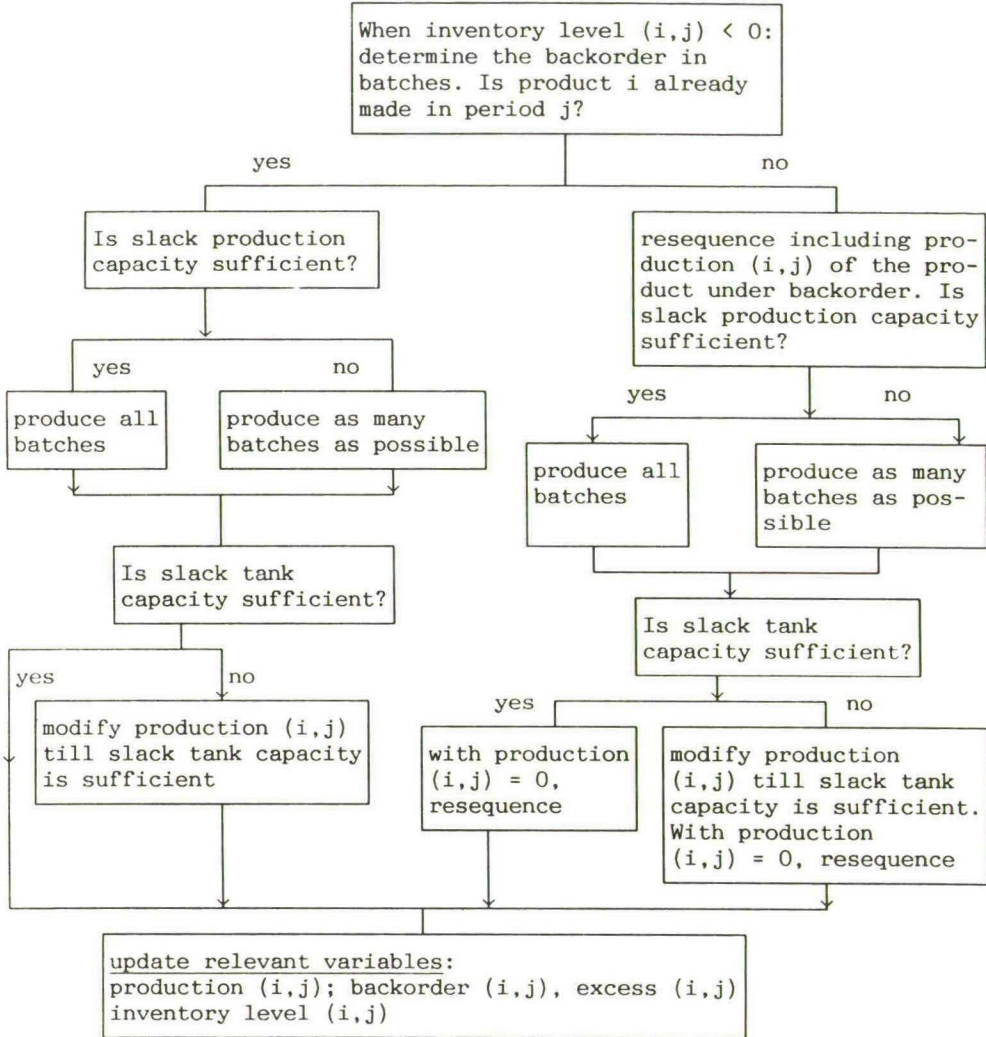 When inventory level (i,j) < 0:
determine the backorder in
batches. Is product i already
made in period j?
yes
no
Is slack production
capacity sufficient?
resequence including pro-
duction (i,j) of the pro-
duct under backorder. Is
slack production capacity
sufficient?
yes
no
yes
no
produce all
batches
produce as many
batches as possible
produce all
batches
produce as many
batches as pos-
sible
Is slack tank
capacity sufficient?
Is slack tank
capacity sufficient?
yes
no
yes
no
modify production (i,j)
till slack tank capacity
is sufficient
with production
(i,j) = 0,
resequence
modify production
(i,j) till slack tank
capacity is sufficient.
With production
(i,j) = 0, resequence
update relevant variables:
production (i,j); backorder (i,j), excess (i,j)
inventory level (i,j)